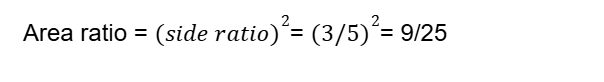 Area ratio = (side ratio)²= (3/5)²= 9/25